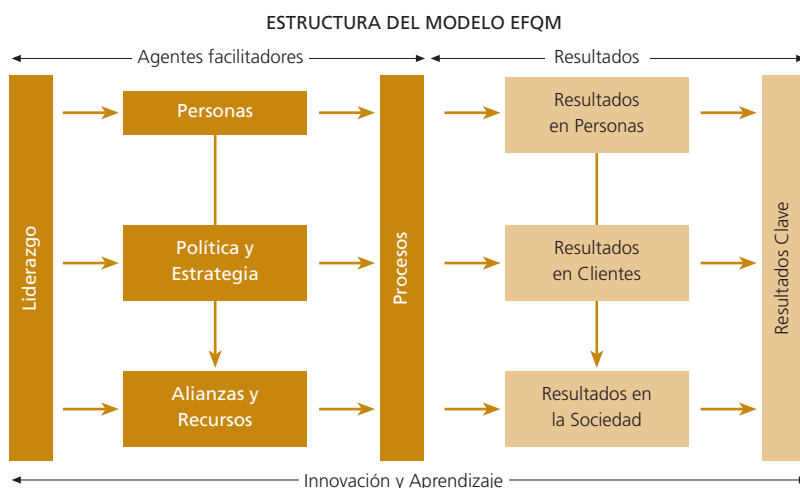 ESTRUCTURA DEL MODELO EFQM
Agentes facilitadores
Resultados
Liderazgo
Personas
Política y
Estrategia
Alianzas y
Recursos
Procesos
Resultados
en Personas
Resultados
en Clientes
Resultados en
la Sociedad
Resultados Clave
Innovación y Aprendizaje